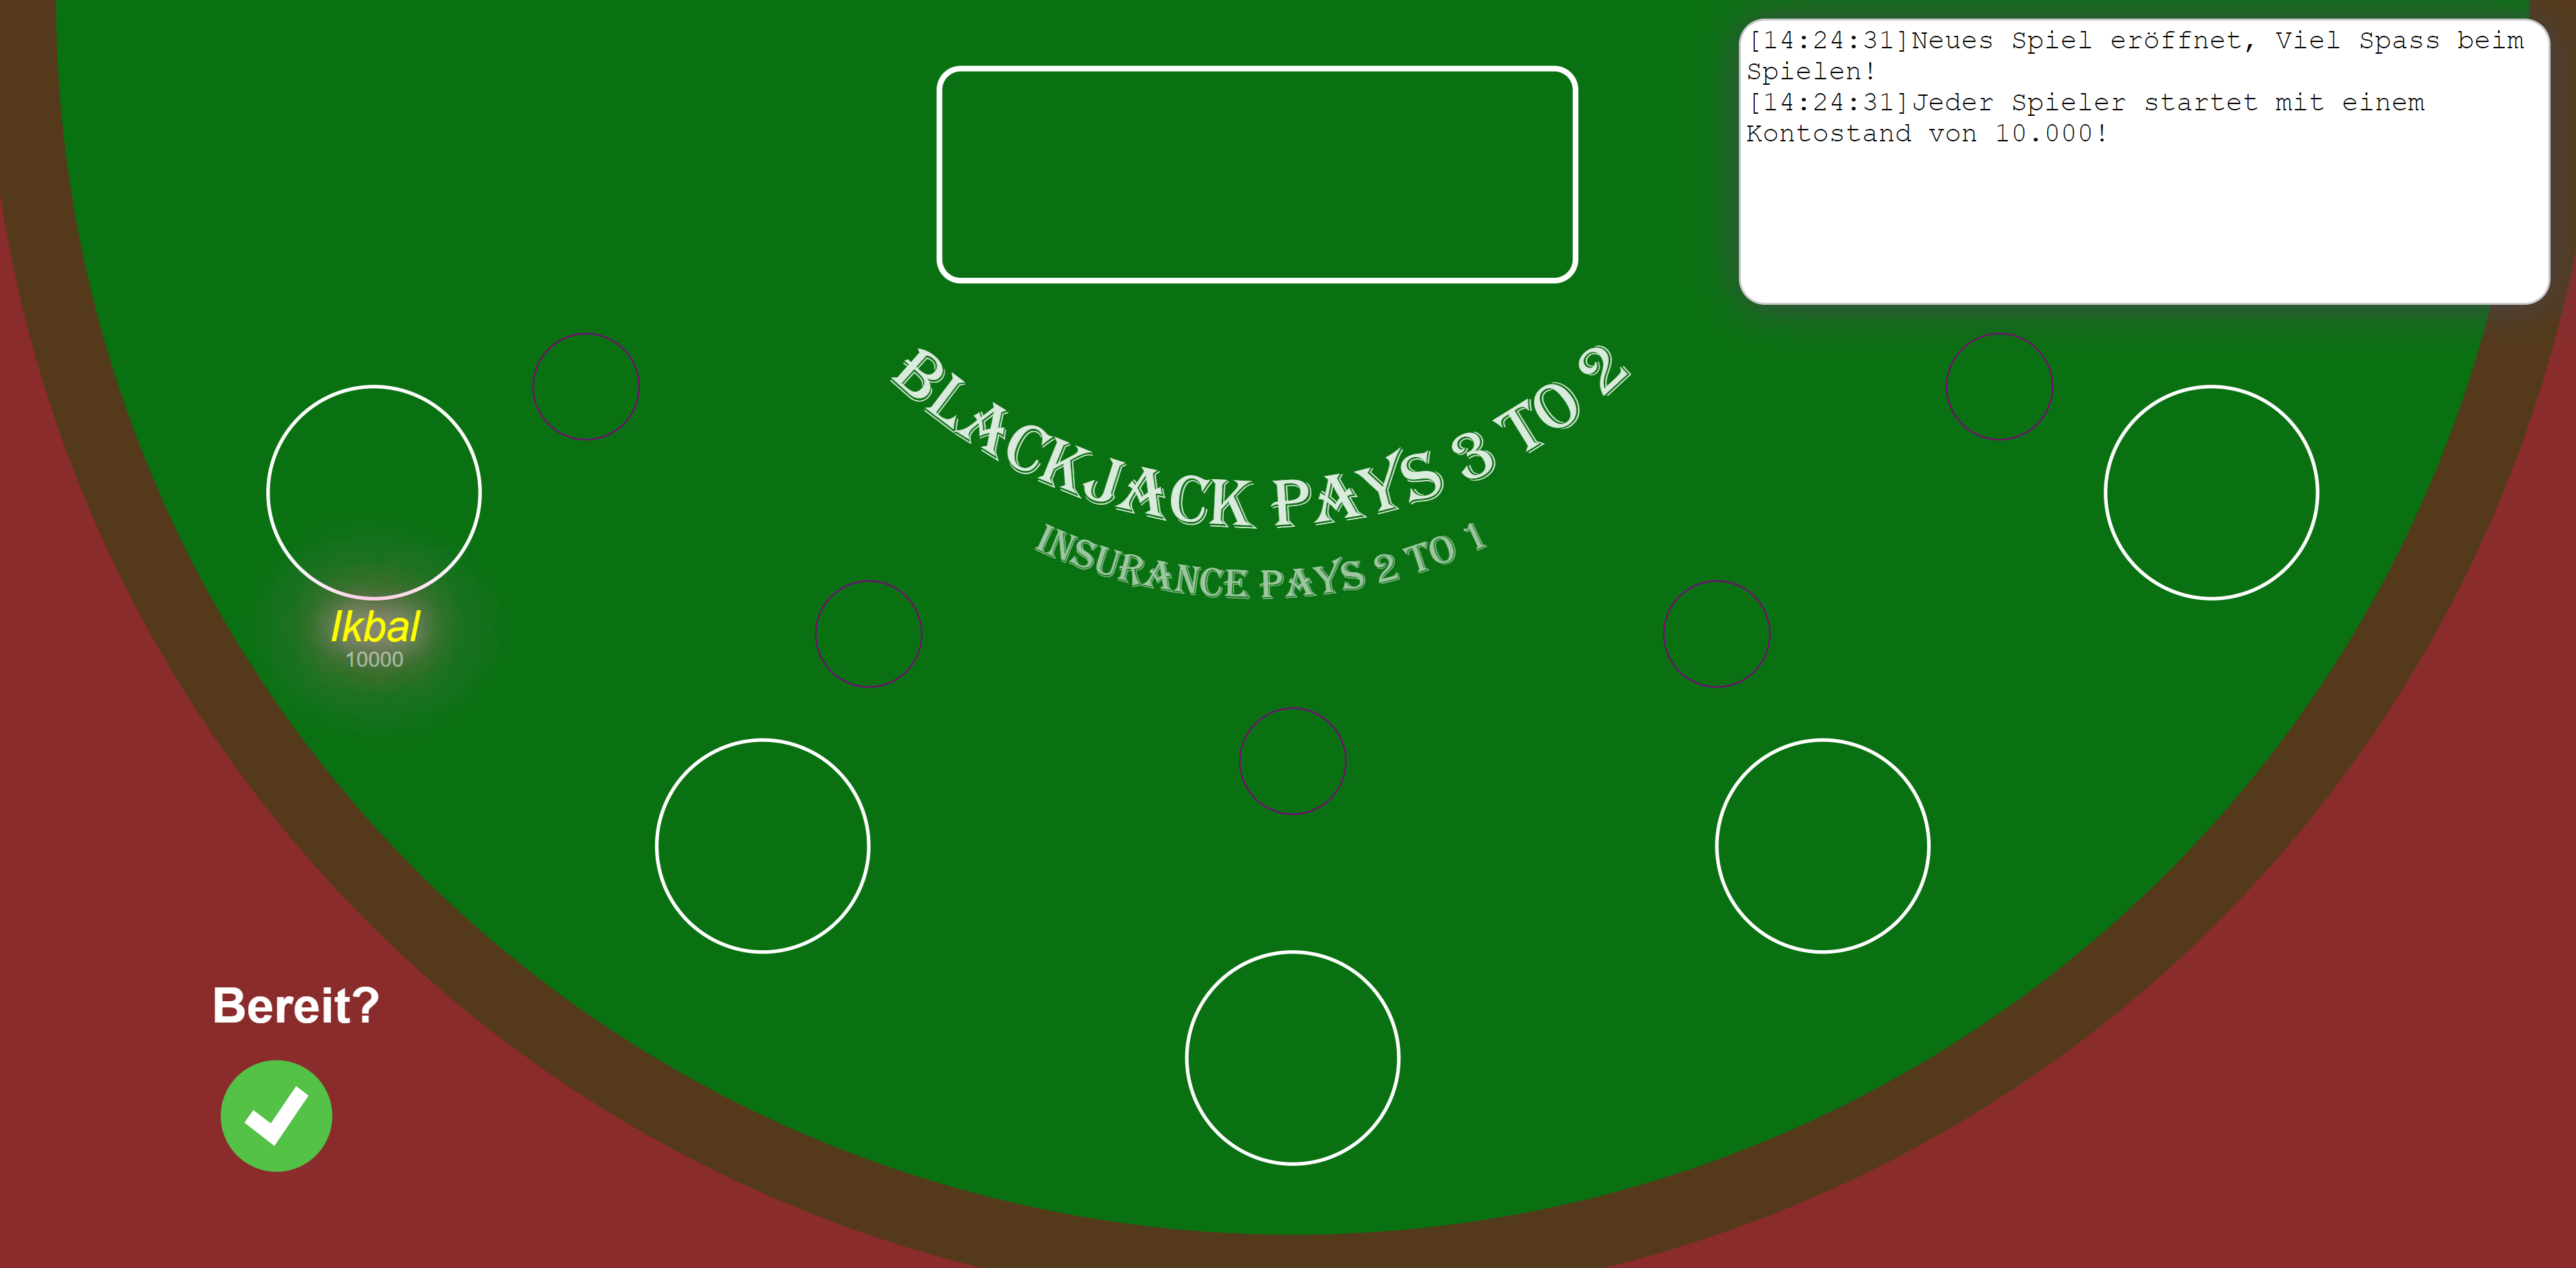 [14:24:31]Neues Spiel eröffnet, Viel Spass beim
Spielen!
[14:24:31]Jeder Spieler startet mit einem
Kontostand von 10.000!
BLACKJACK PAYS 3 TO 2
INSURANCE PAYS 2 TO 1
Ikbal
10000
Bereit?